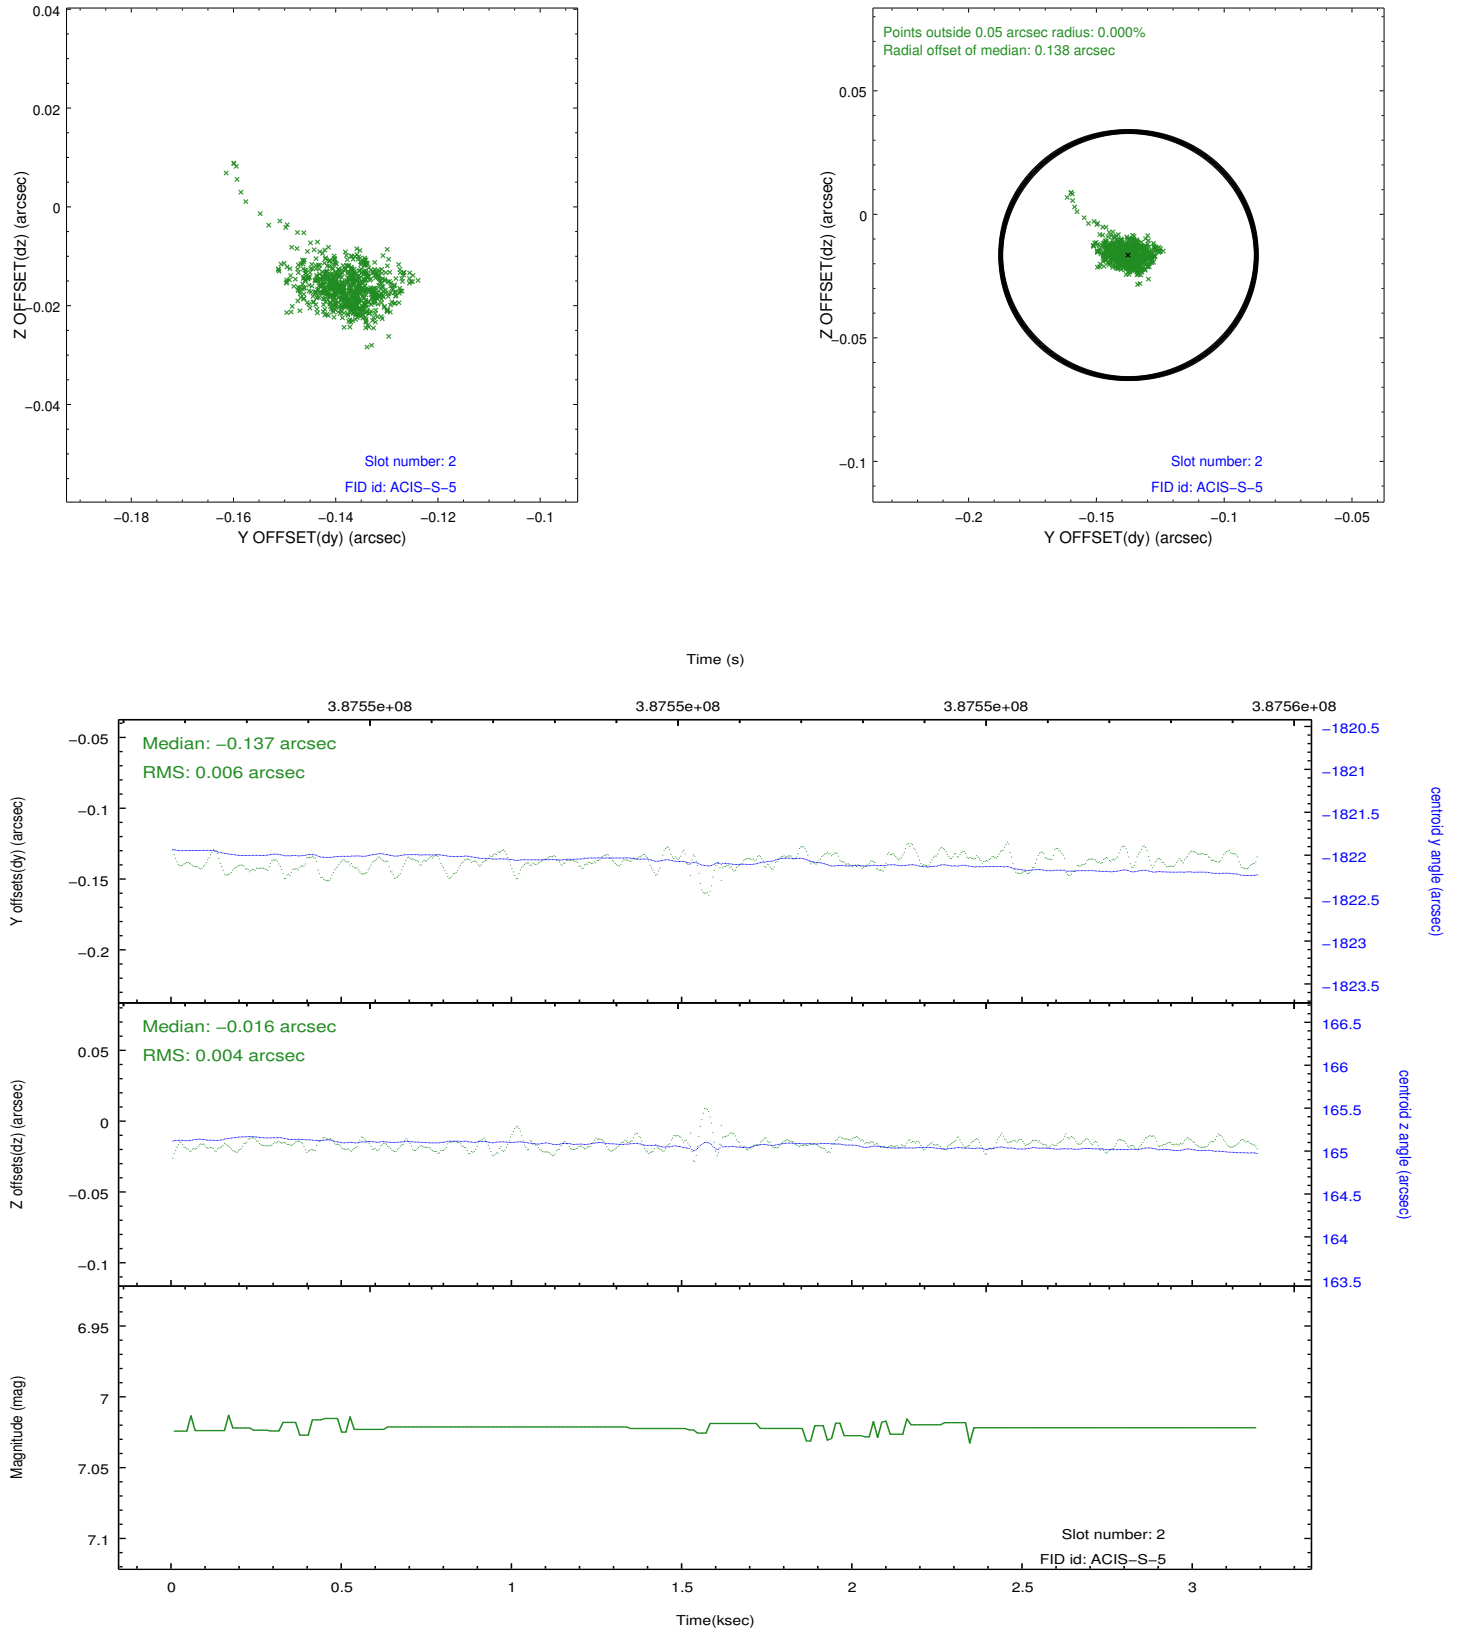 0.04
0.02
0
−0.02
−0.04
Z OFFSET(dz) (arcsec)
Slot number: 2
FID id: ACIS−S−5
−0.18
−0.16
−0.14
−0.12
−0.1
Y OFFSET(dy) (arcsec)
Points outside 0.05 arcsec radius: 0.000%
Radial offset of median: 0.138 arcsec
0.05
0
−0.05
−0.1
Z OFFSET(dz) (arcsec)
Slot number: 2
FID id: ACIS−S−5
−0.2
−0.15
−0.1
−0.05
Y OFFSET(dy) (arcsec)
Time (s)
3.8755e+08
3.8755e+08
3.8755e+08
3.8756e+08
Median: −0.137 arcsec
RMS: 0.006 arcsec
−0.05
−0.1
−0.15
−0.2
Y offsets(dy) (arcsec)
−1820.5
−1821
−1821.5
−1822
−1822.5
−1823
−1823.5
centroid y angle (arcsec)
Median: −0.016 arcsec
RMS: 0.004 arcsec
0.05
0
−0.05
−0.1
Z offsets(dz) (arcsec)
166.5
166
165.5
165
164.5
164
163.5
centroid z angle (arcsec)
6.95
7
7.05
7.1
Magnitude (mag)
Slot number: 2
FID id: ACIS−S−5
0
0.5
1
1.5
2
2.5
3
Time(ksec)